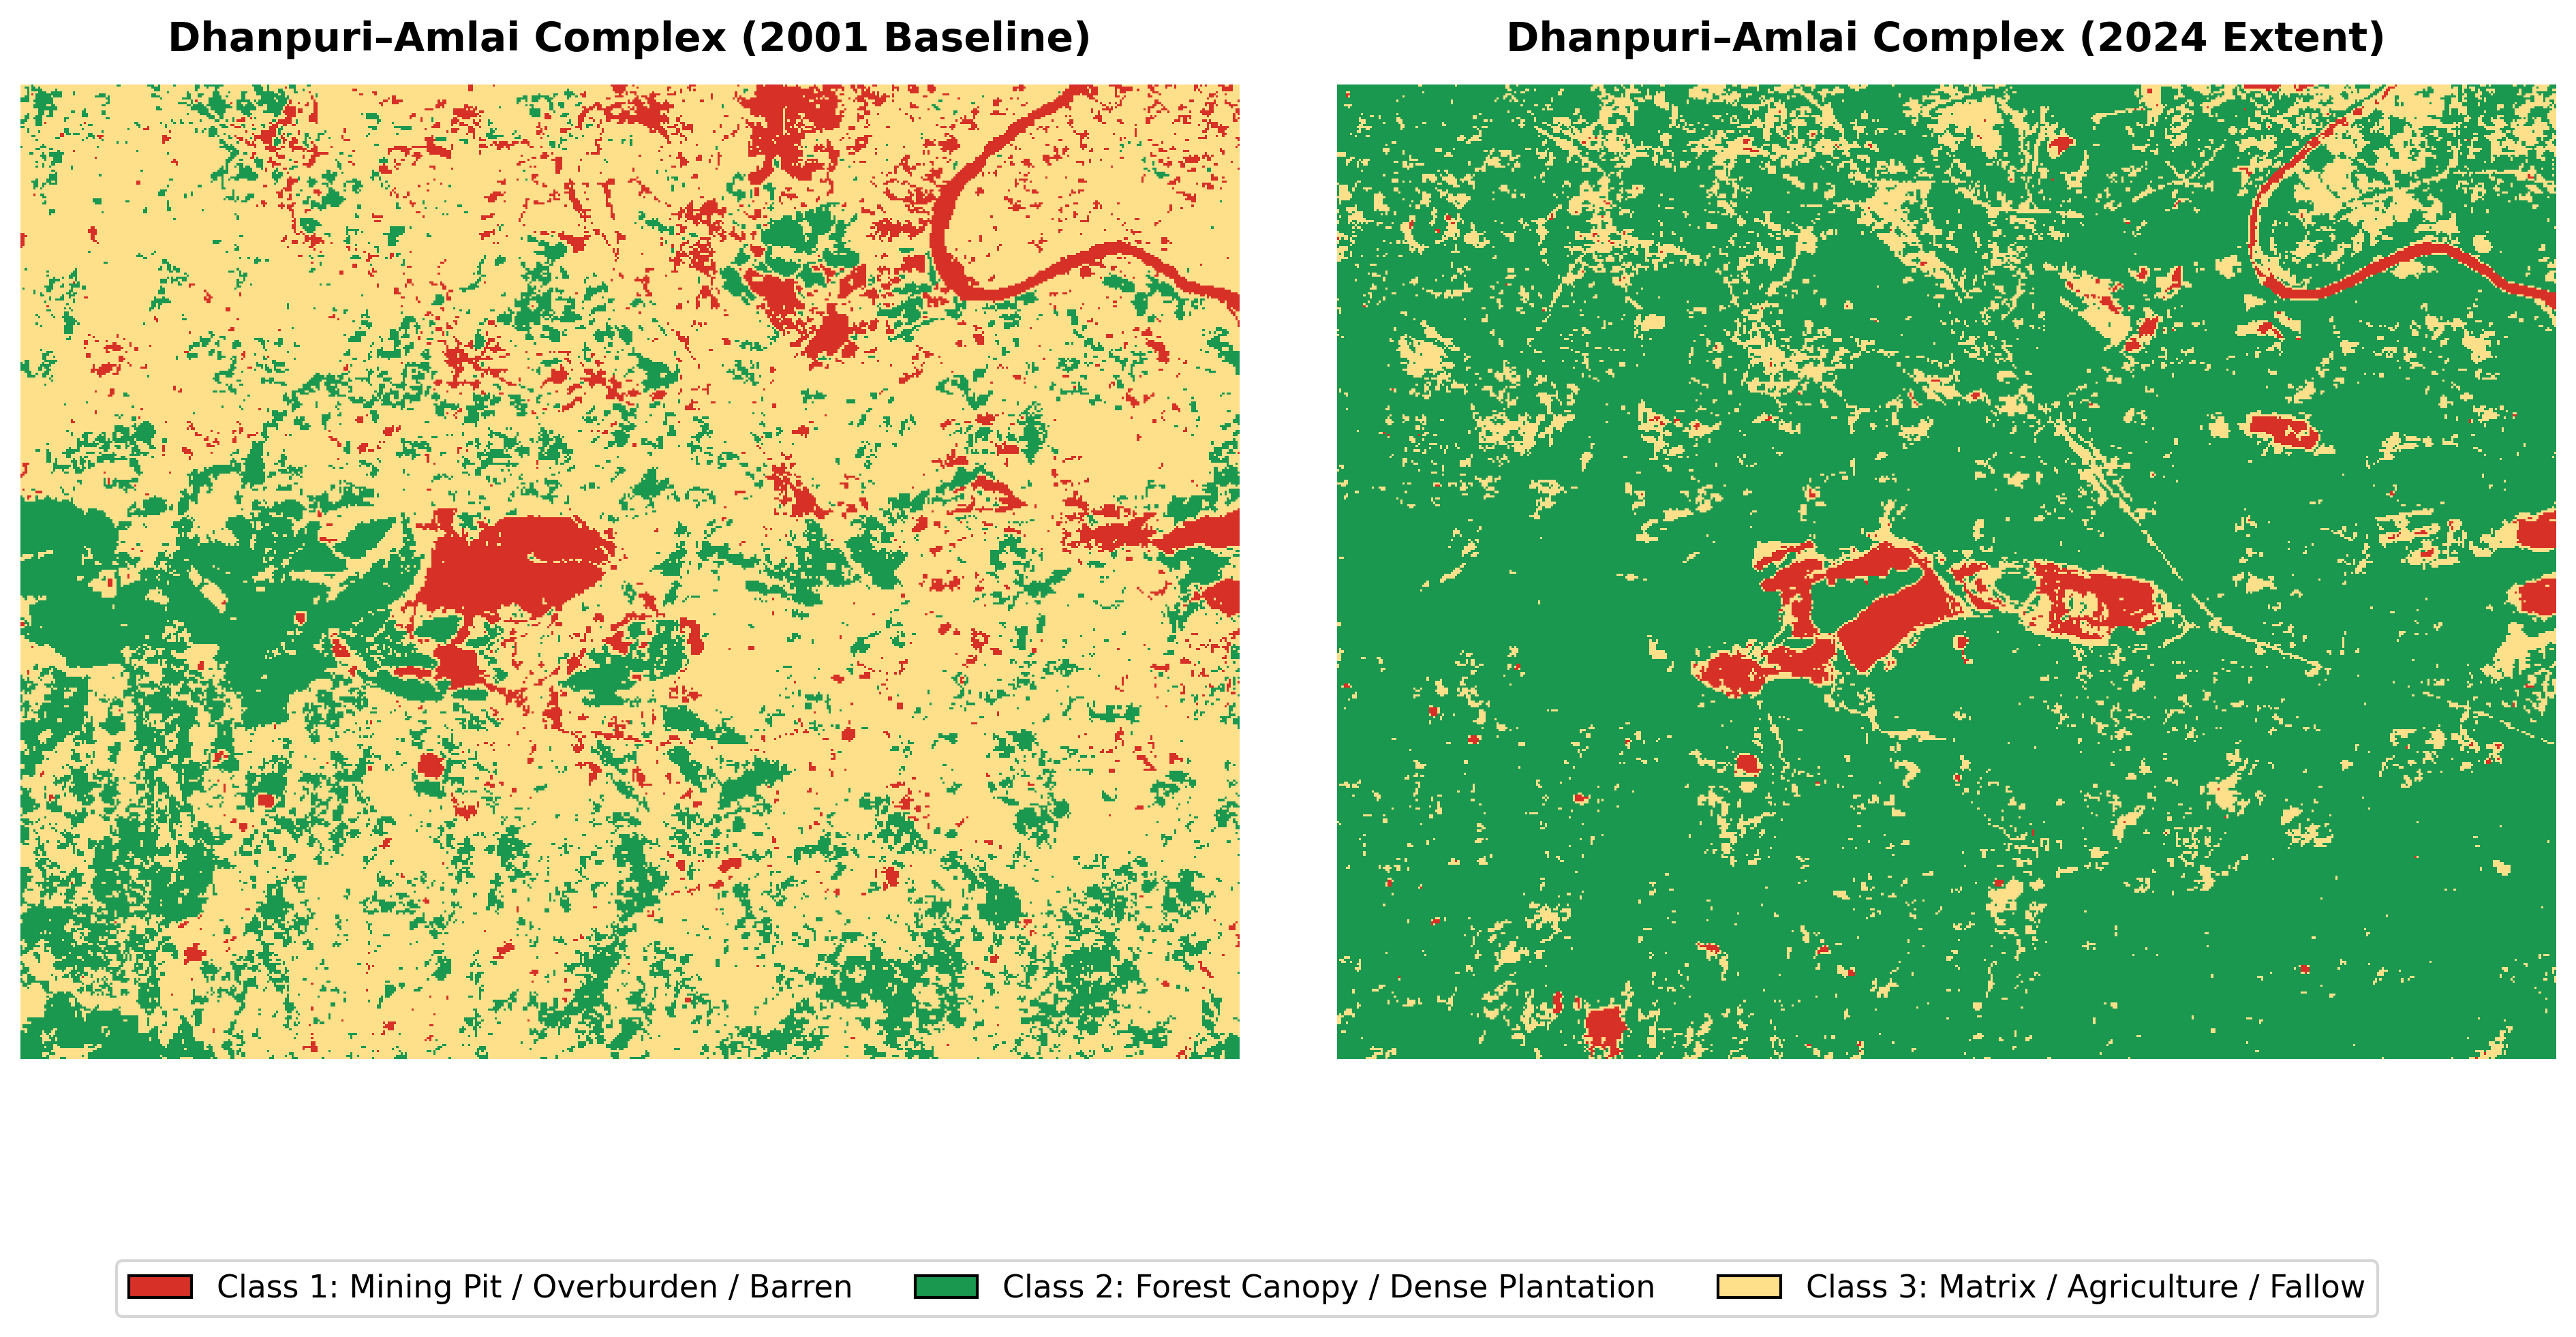 Dhanpuri–Amlai Complex (2001 Baseline)
Dhanpuri–Amlai Complex (2024 Extent)
Class 1: Mining Pit / Overburden / Barren
Class 2: Forest Canopy / Dense Plantation
Class 3: Matrix / Agriculture / Fallow